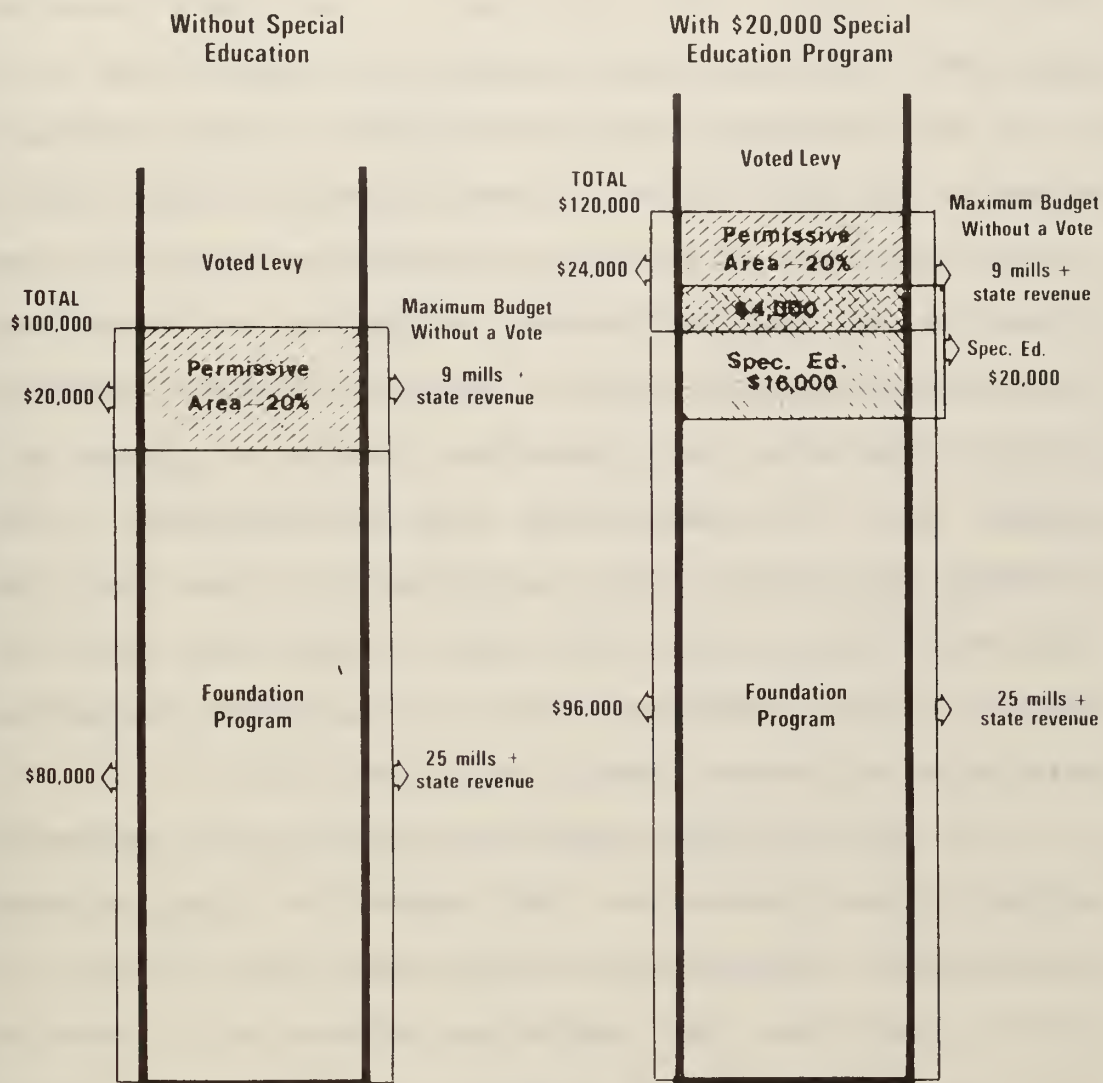 Without Special
Education
Voted Levy
TOTAL
$100,000
Maximum Budget
Without a Vote
Permissive
Area — 20%
$20,000
9 mills +
state revenue
Foundation
Program
$80,000
25 mills +
state revenue
With $20,000 Special
Education Program
Voted Levy
TOTAL
$120,000
Maximum Budget
Without a Vote
Permissive
Area — 20%
$24,000
9 mills +
state revenue
$4,000
Spec. Ed.
$16,000
Spec. Ed.
$20,000
Foundation
Program
$96,000
25 mills +
state revenue